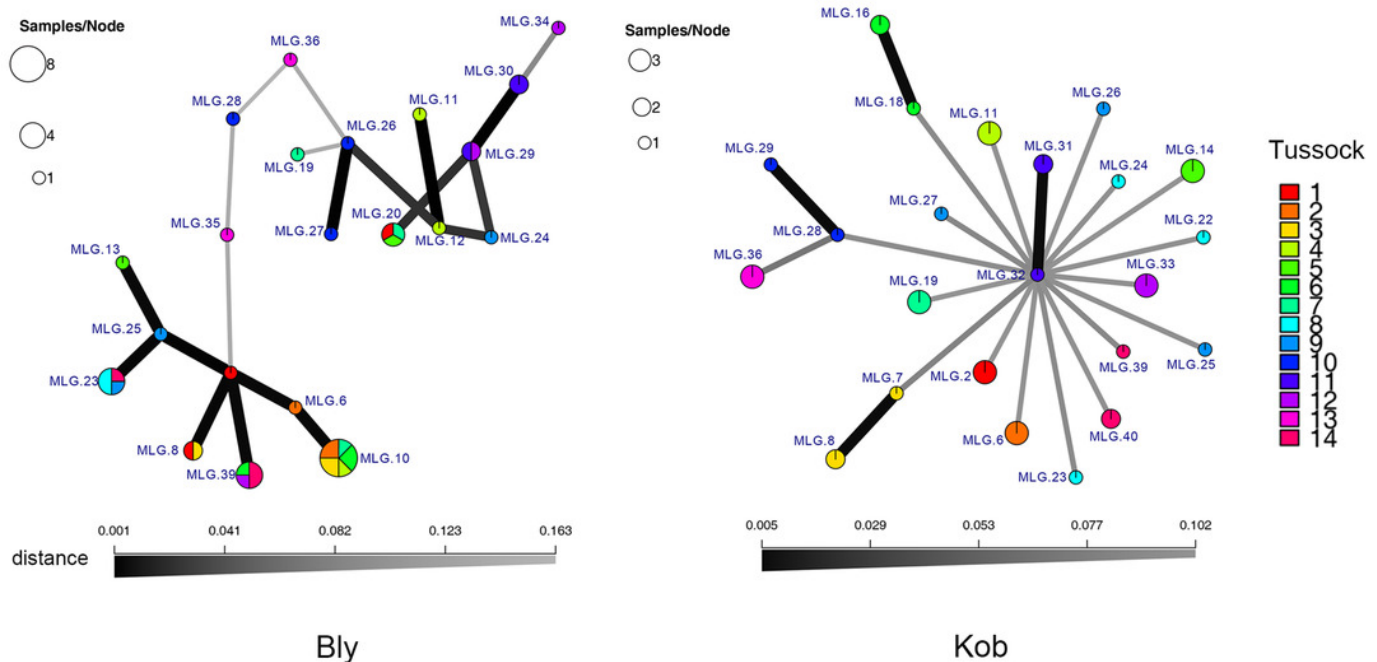 Samples/Node
8
4
1
MLG.36
MLG.34
MLG.30
MLG.28
MLG.11
MLG.26
MLG.19
MLG.29
MLG.20
MLG.27
MLG.12
MLG.24
MLG.35
MLG.13
MLG.25
MLG.23
MLG.6
MLG.8
MLG.39
MLG.10
distance
0.001
0.041
0.082
0.123
0.163
Bly
Samples/Node
3
2
1
MLG.16
MLG.18
MLG.11
MLG.26
MLG.31
MLG.29
MLG.24
MLG.14
MLG.27
MLG.22
MLG.28
MLG.36
MLG.32
MLG.33
MLG.19
MLG.7
MLG.2
MLG.39
MLG.25
MLG.8
MLG.6
MLG.40
MLG.23
0.005
0.029
0.053
0.077
0.102
Kob
Tussock
1
2
3
4
5
6
7
8
9
10
11
12
13
14